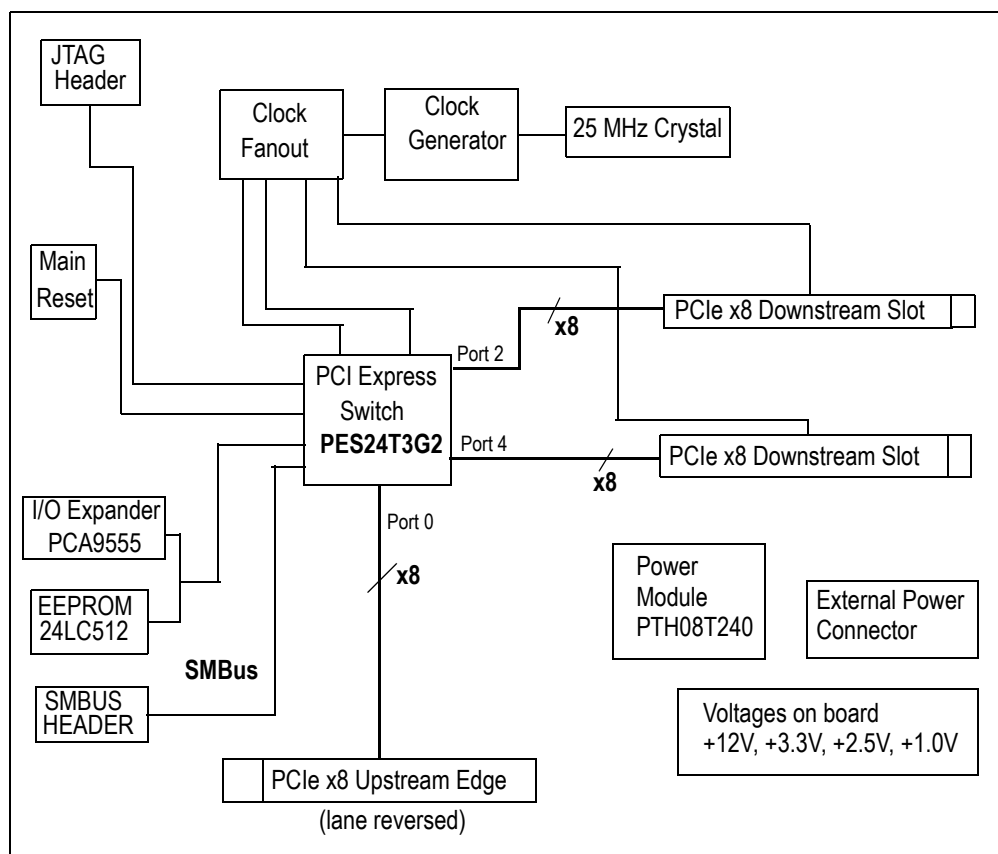 JTAG
Header
Clock
Fanout
Clock
Generator
25 MHz Crystal
Main
Reset
PCIe x8 Downstream Slot
x8
Port 2
PCI Express
Switch
PES24T3G2
Port 4
PCIe x8 Downstream Slot
x8
I/O Expander
PCA9555
Port 0
x8
EEPROM
24LC512
Power
Module
PTH08T240
External Power
Connector
SMBus
SMBUS
HEADER
Voltages on board
+12V, +3.3V, +2.5V, +1.0V
PCIe x8 Upstream Edge
(lane reversed)